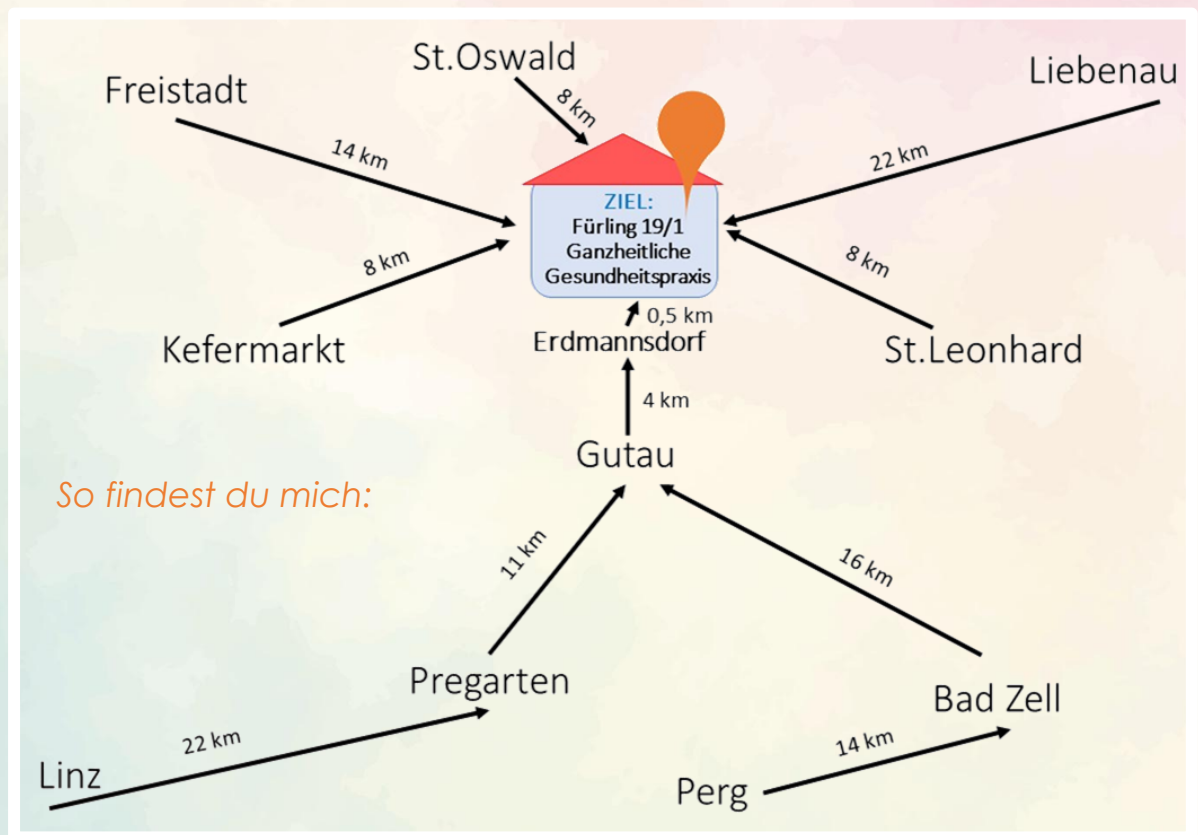 St.Oswald
Freistadt
Liebenau
8 km
14 km
22 km
ZIEL:
Fürling 19/1
Ganzheitliche
Gesundheitspraxis
8 km
8 km
0,5 km
Kefermarkt
Erdmannsdorf
St.Leonhard
4 km
Gutau
So findest du mich:
11 km
16 km
Pregarten
Bad Zell
22 km
14 km
Linz
Perg